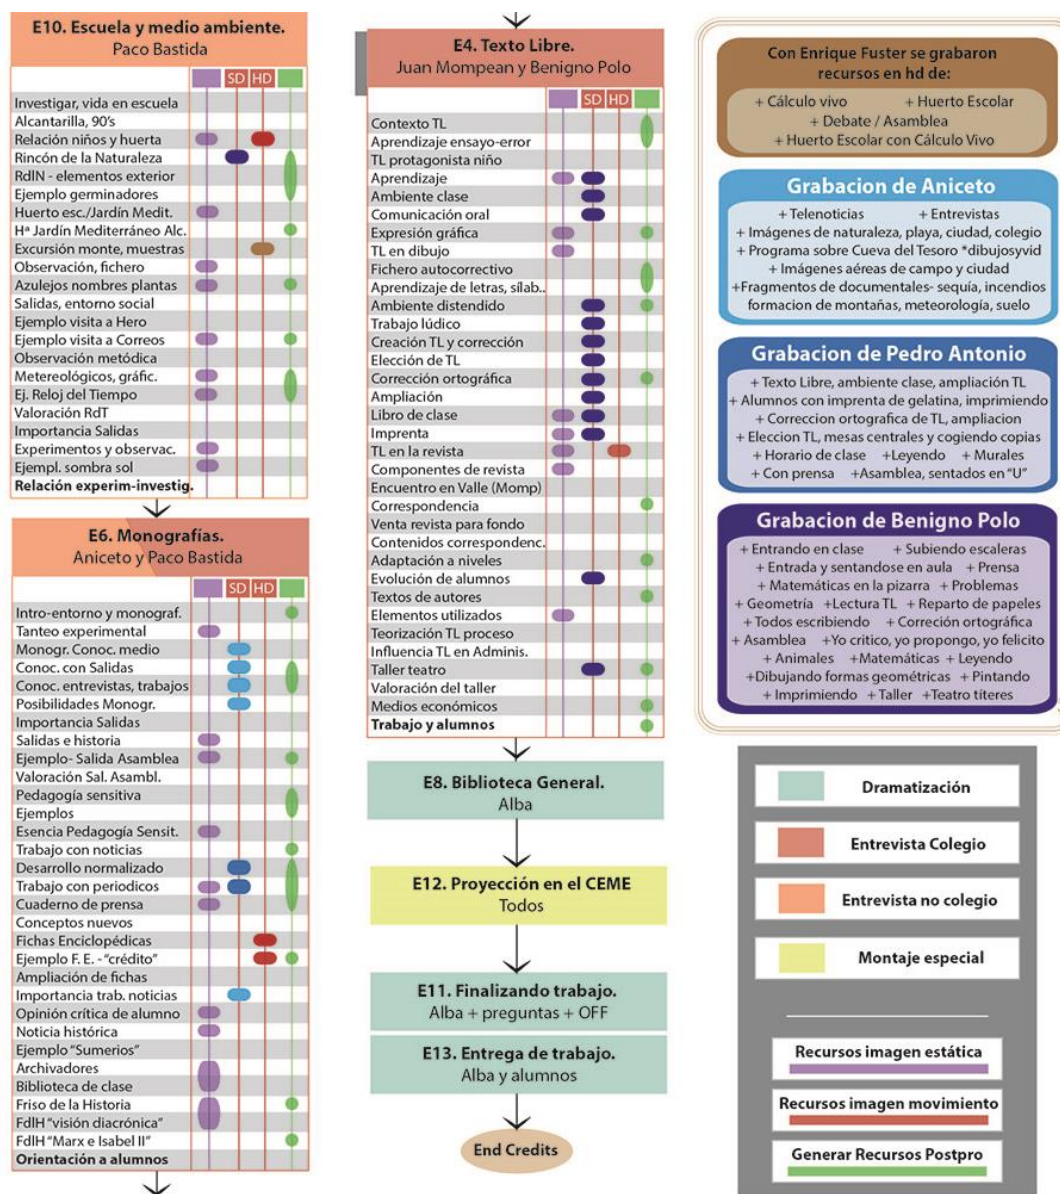 E10. Escuela y medio ambiente.
Paco Bastida
SD HD
Investigar, vida en escuela
Alcantarilla, 90's
Relación niños y huerta
Rincón de la Naturaleza
RdlN - elementos exterior
Ejemplo germinadores
Huerto esc./Jardín Medit.
Hª Jardín Mediterráneo Alc.
Excursión monte, muestras
Observación, fichero
Azulejos nombres plantas
Salidas, entorno social
Ejemplo visita a Hero
Ejemplo visita a Correos
Observación metódica
Metereológicos, gráfic.
Ej. Reloj del Tiempo
Valoración RdT
Importancia Salidas
Experimentos y observac.
Ejempl. sombra sol
Relación experim-investig.
E6. Monografías.
Aniceto y Paco Bastida
SD HD
Intro-entorno y monograf.
Tanteo experimental
Monogr. Conoc. medio
Conoc. con Salidas
Conoc. entrevistas, trabajos
Posibilidades Monogr.
Importancia Salidas
Salidas e historia
Ejemplo- Salida Asamblea
Valoración Sal. Asambl.
Pedagogía sensitiva
Ejemplos
Esencia Pedagogía Sensit.
Trabajo con noticias
Desarrollo normalizado
Trabajo con periodicos
Cuaderno de prensa
Conceptos nuevos
Fichas Enciclopédicas
Ejemplo F. E. - “crédito”
Ampliación de fichas
Importancia trab. noticias
Opinión crítica de alumno
Noticia histórica
Ejemplo “Sumerios”
Archivadores
Biblioteca de clase
Friso de la Historia
FdlH “visión diacrónica”
FdlH “Marx e Isabel II”
Orientación a alumnos
E4. Texto Libre.
Juan Mompean y Benigno Polo
SD HD
Contexto TL
Aprendizaje ensayo-error
TL protagonista niño
Aprendizaje
Ambiente clase
Comunicación oral
Expresión gráfica
TL en dibujo
Fichero autocorrectivo
Aprendizaje de letras, sílab..
Ambiente distendido
Trabajo lúdico
Creación TL y corrección
Elección de TL
Corrección ortográfica
Ampliación
Libro de clase
Imprenta
TL en la revista
Componentes de revista
Encuentro en Valle (Momp)
Correspondencia
Venta revista para fondo
Contenidos correspondenc.
Adaptación a niveles
Evolución de alumnos
Textos de autores
Elementos utilizados
Teorización TL proceso
Influencia TL en Adminis.
Taller teatro
Valoración del taller
Medios económicos
Trabajo y alumnos
E8. Biblioteca General.
Alba
E12. Proyección en el CEME
Todos
E11. Finalizando trabajo.
Alba + preguntas + OFF
E13. Entrega de trabajo.
Alba y alumnos
End Credits
Con Enrique Fuster se grabaron
recursos en hd de:
+ Cálculo vivo + Huerto Escolar
+ Debate / Asamblea
+ Huerto Escolar con Cálculo Vivo
Grabacion de Aniceto
+ Telenoticias + Entrevistas
+ Imágenes de naturaleza, playa, ciudad, colegio
+ Programa sobre Cueva del Tesoro *dibujosyvid
+ Imágenes aéreas de campo y ciudad
+Fragmentos de documentales- sequía, incendios
formacion de montañas, meteorología, suelo
Grabacion de Pedro Antonio
+ Texto Libre, ambiente clase, ampliación TL
+ Alumnos con imprenta de gelatina, imprimiendo
+ Correccion ortografica de TL, ampliacion
+ Eleccion TL, mesas centrales y cogiendo copias
+ Horario de clase +Leyendo + Murales
+ Con prensa +Asamblea, sentados en “U”
Grabacion de Benigno Polo
+ Entrando en clase + Subiendo escaleras
+ Entrada y sentandose en aula + Prensa
+ Matemáticas en la pizarra + Problemas
+ Geometría +Lectura TL + Reparto de papeles
+ Todos escribiendo + Correción ortográfica
+ Asamblea +Yo critico, yo propongo, yo felicito
+ Animales +Matemáticas + Leyendo
+Dibujando formas geométricas + Pintando
+ Imprimiendo + Taller +Teatro títeres
Dramatización
Entrevista Colegio
Entrevista no colegio
Montaje especial
Recursos imagen estática
Recursos imagen movimiento
Generar Recursos Postpro